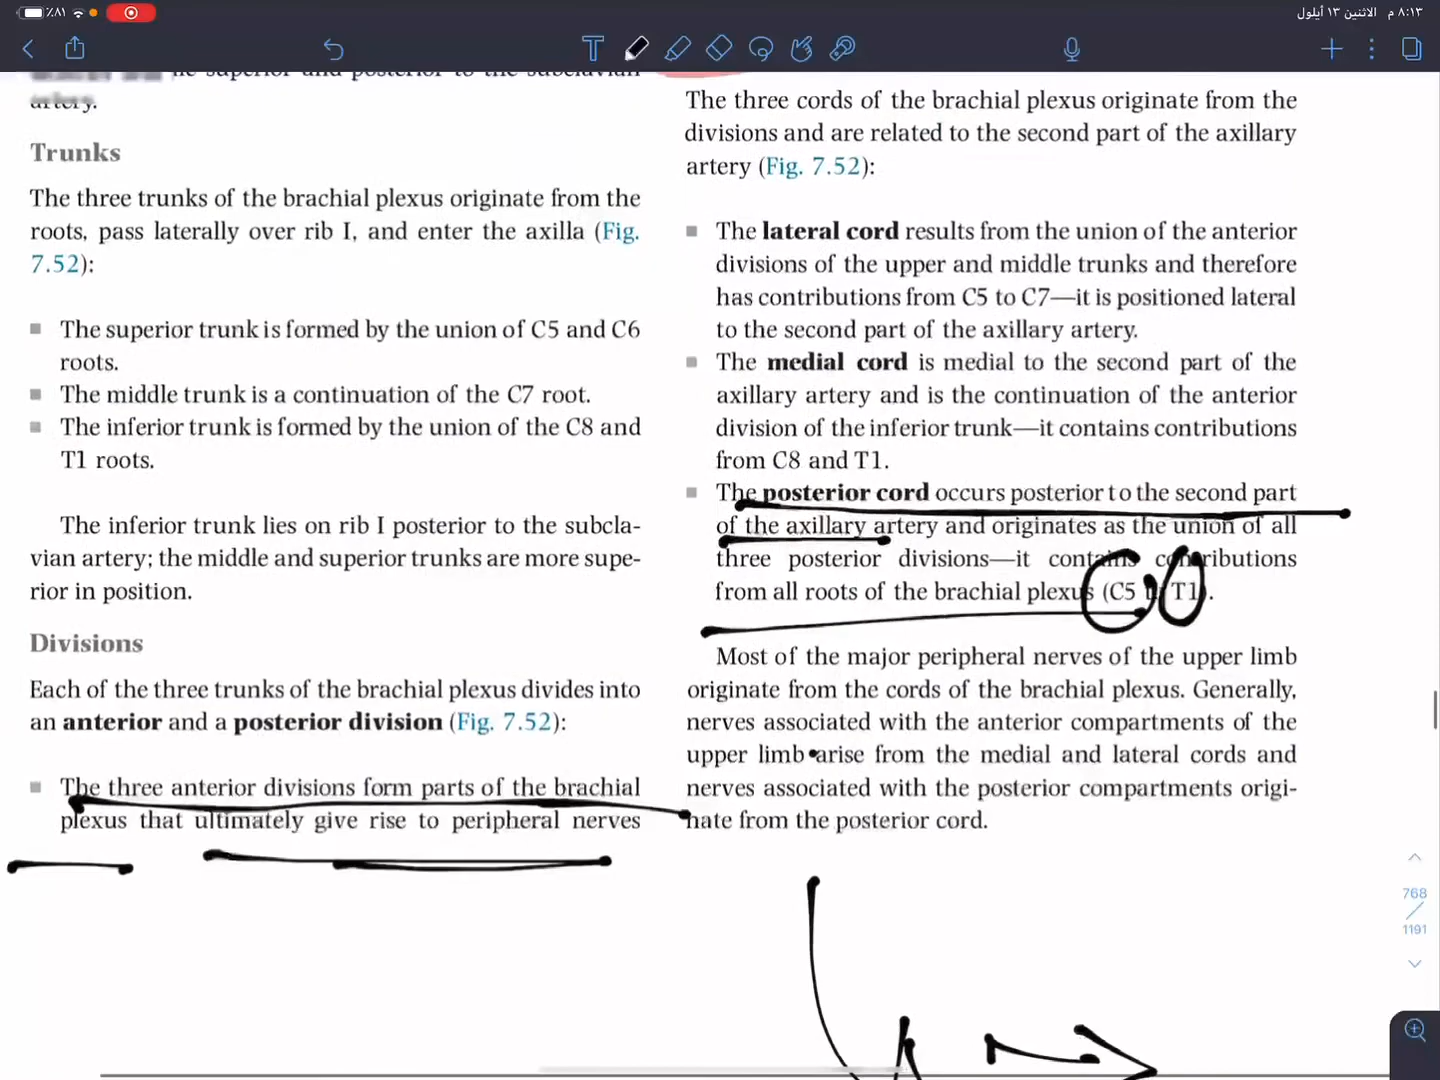 ٪٨١
٨:١٣ م الاثنين ١٣ أيلول
he superior and posterior to the subclavian
artery.
Trunks
The three trunks of the brachial plexus originate from the
roots, pass laterally over rib I, and enter the axilla (Fig.
7.52):
The superior trunk is formed by the union of C5 and C6
roots.
The middle trunk is a continuation of the C7 root.
The inferior trunk is formed by the union of the C8 and
T1 roots.
The inferior trunk lies on rib I posterior to the subcla-
vian artery; the middle and superior trunks are more supe-
rior in position.
Divisions
Each of the three trunks of the brachial plexus divides into
an anterior and a posterior division (Fig. 7.52):
The three anterior divisions form parts of the brachial
plexus that ultimately give rise to peripheral nerves
The three cords of the brachial plexus originate from the
divisions and are related to the second part of the axillary
artery (Fig. 7.52):
The lateral cord results from the union of the anterior
divisions of the upper and middle trunks and therefore
has contributions from C5 to C7—it is positioned lateral
to the second part of the axillary artery.
The medial cord is medial to the second part of the
axillary artery and is the continuation of the anterior
division of the inferior trunk—it contains contributions
from C8 and T1.
The posterior cord occurs posterior to the second part
of the axillary artery and originates as the union of all
three posterior divisions—it contains contributions
from all roots of the brachial plexus (C5 to T1).
Most of the major peripheral nerves of the upper limb
originate from the cords of the brachial plexus. Generally,
nerves associated with the anterior compartments of the
upper limb arise from the medial and lateral cords and
nerves associated with the posterior compartments origi-
nate from the posterior cord.
768
1191